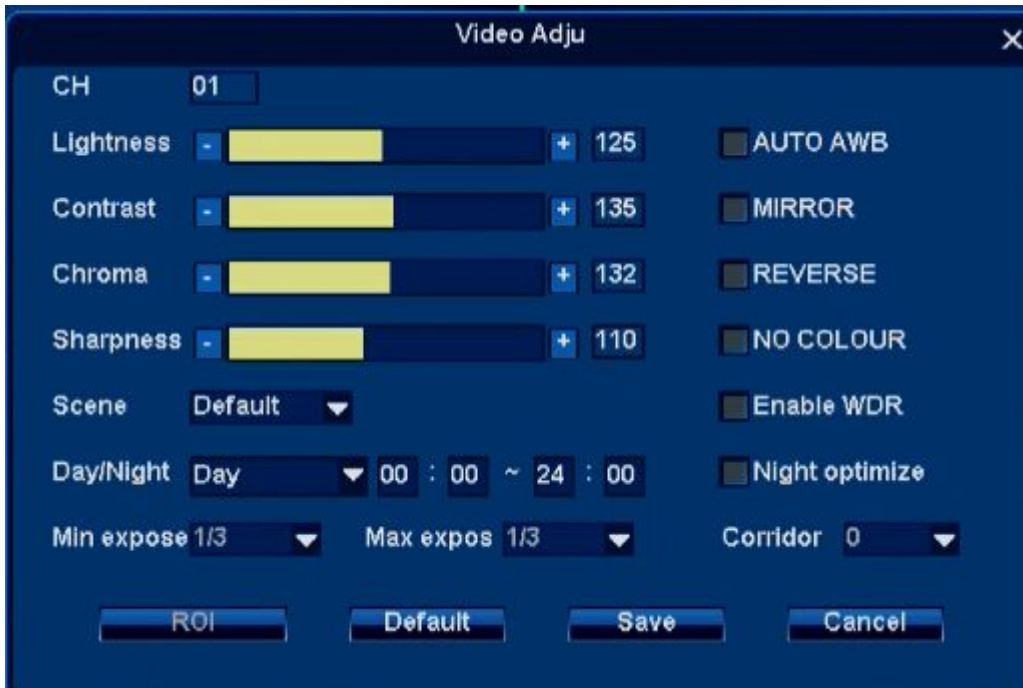 Video Adju
CH 01
Lightness - + 125 AUTO AWB
Contrast - + 135 MIRROR
Chroma - + 132 REVERSE
Sharpness - + 110 NO COLOUR
Scene Default Enable WDR
Day/Night Day 00 : 00 ~ 24 : 00 Night optimize
Min expose 1/3 Max expos 1/3 Corridor 0
ROI Default Save Cancel